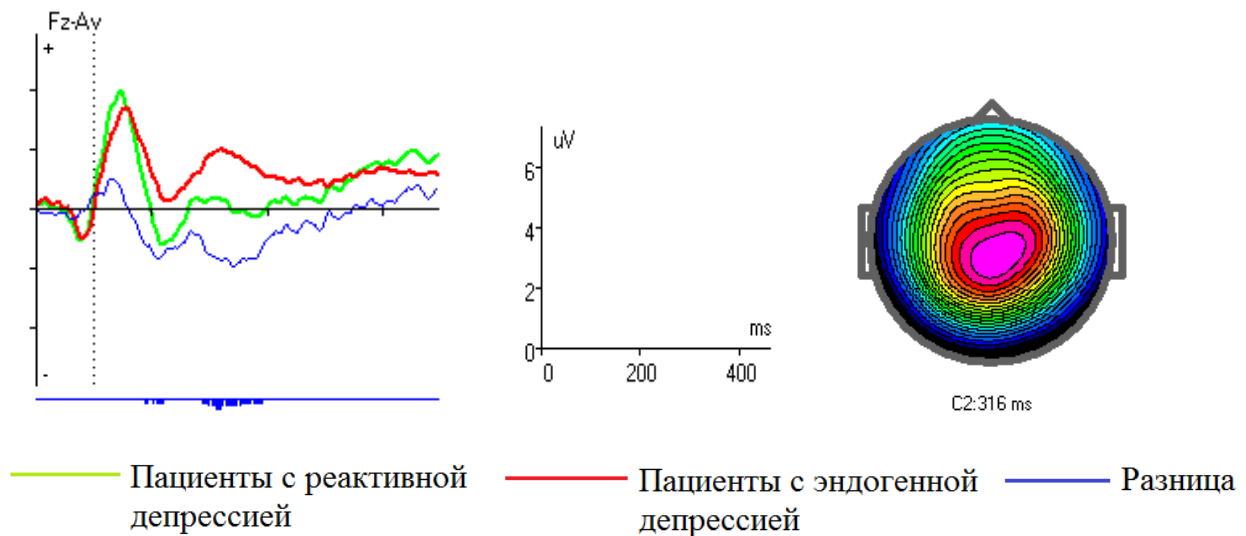 Fz-Av
+
-
uV
6
4
2
0
ms
0 200 400
C2:316 ms
Пациенты с реактивной
депрессией
Пациенты с эндогенной
депрессией
Разница